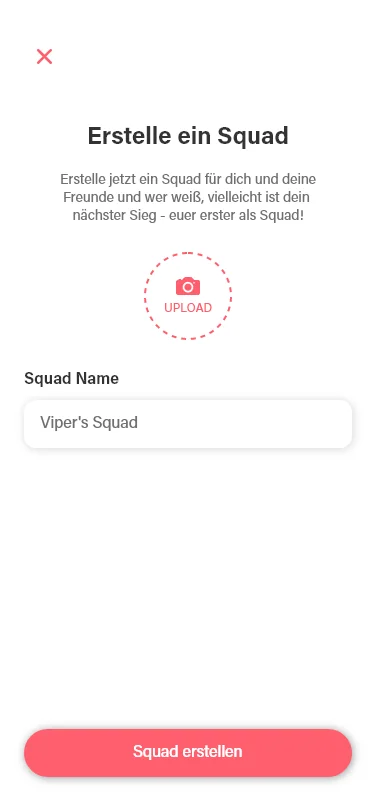 Erstelle ein Squad
Erstelle jetzt ein Squad für dich und deine
Freunde und wer weiß, vielleicht ist dein
nächster Sieg - euer erster als Squad!
UPLOAD
Squad Name
Viper's Squad
Squad erstellen